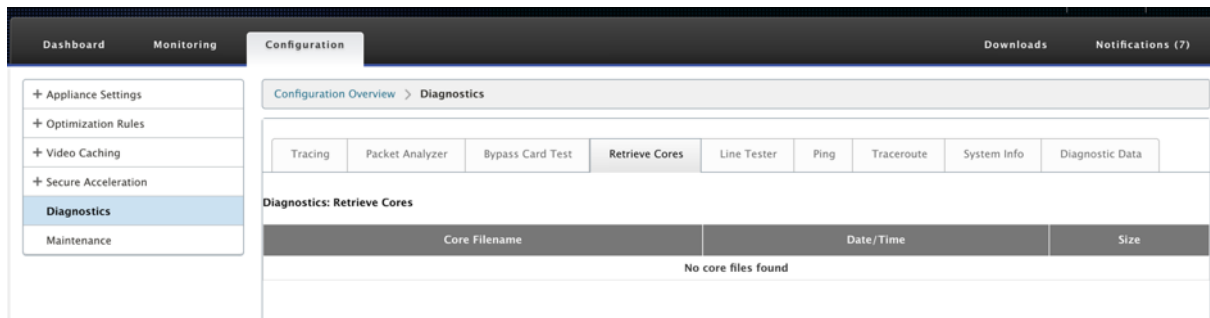 Dashboard Monitoring Configuration Downloads Notifications (7)
+ Appliance Settings
+ Optimization Rules
+ Video Caching
+ Secure Acceleration
Diagnostics
Maintenance
Configuration Overview > Diagnostics
Tracing Packet Analyzer Bypass Card Test Retrieve Cores Line Tester Ping Traceroute System Info Diagnostic Data
Diagnostics: Retrieve Cores
Core Filename Date/Time Size
No core files found